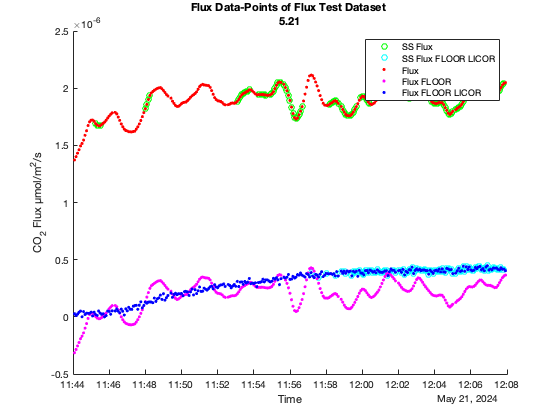 Flux Data-Points of Flux Test Dataset
5.21
×10⁻⁶
2.5
2
1.5
1
0.5
0
-0.5
CO₂ Flux μmol/m²/s
SS Flux
SS Flux FLOOR LICOR
Flux
Flux FLOOR
Flux FLOOR LICOR
11:44 11:46 11:48 11:50 11:52 11:54 11:56 11:58 12:00 12:02 12:04 12:06 12:08
Time
May 21, 2024